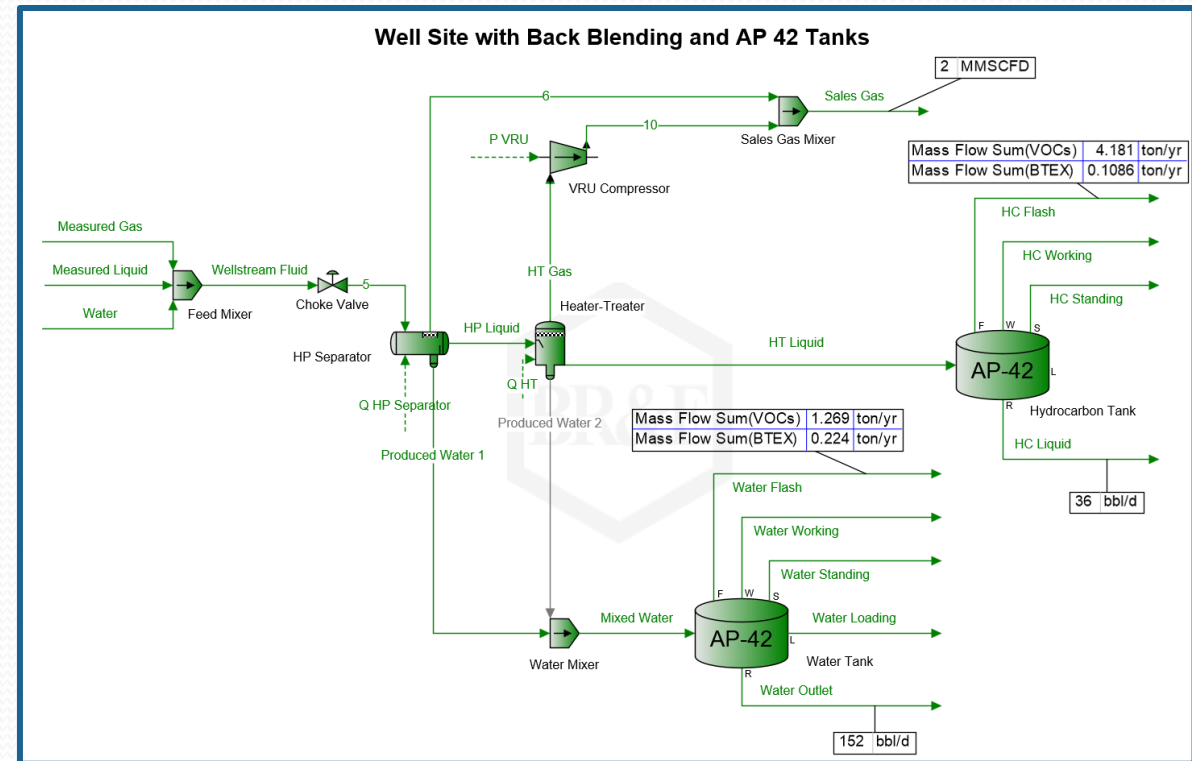 Well Site with Back Blending and AP 42 Tanks
2 MMSCFD
6
Sales Gas
10
P VRU
Sales Gas Mixer
VRU Compressor
Mass Flow Sum(VOCs) 4.181 ton/yr
Mass Flow Sum(BTEX) 0.1086 ton/yr
HC Flash
Measured Gas
HC Working
Measured Liquid
Wellstream Fluid
5
HT Gas
Choke Valve
Heater-Treater
HC Standing
Water
Feed Mixer
HP Liquid
HT Liquid
F W S
HP Separator
AP-42
L
Q HT
R
Hydrocarbon Tank
Q HP Separator
BR&E
Produced Water 2
Mass Flow Sum(VOCs) 1.269 ton/yr
Mass Flow Sum(BTEX) 0.224 ton/yr
HC Liquid
Produced Water 1
Water Flash
36 bbl/d
Water Working
Water Standing
F W S
Mixed Water
Water Loading
AP-42
L
Water Mixer
Water Tank
R
Water Outlet
152 bbl/d